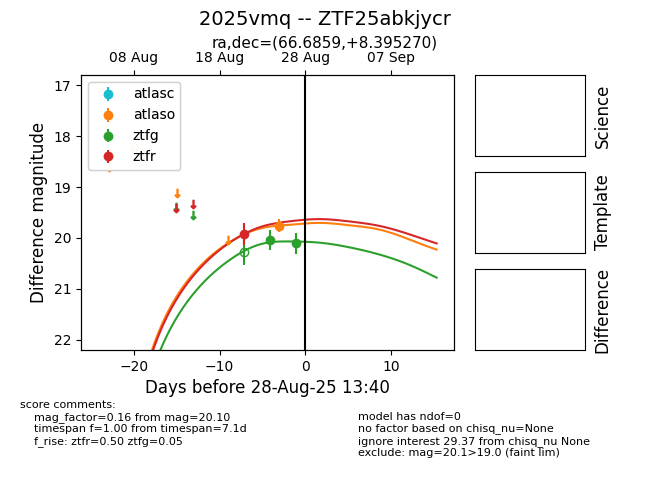 2025vmq -- ZTF25abkjycr
ra,dec=(66.6859,+8.395270)
08 Aug 18 Aug 28 Aug 07 Sep
17
18
19
20
21
22
Difference magnitude
atlasc
atlaso
ztfg
ztfr
−20 −10 0 10
Days before 28-Aug-25 13:40
Science
Template
Difference
score comments:
mag_factor=0.16 from mag=20.10
timespan f=1.00 from timespan=7.1d
f_rise: ztfr=0.50 ztfg=0.05
model has ndof=0
no factor based on chisq_nu=None
ignore interest 29.37 from chisq_nu None
exclude: mag=20.1>19.0 (faint lim)